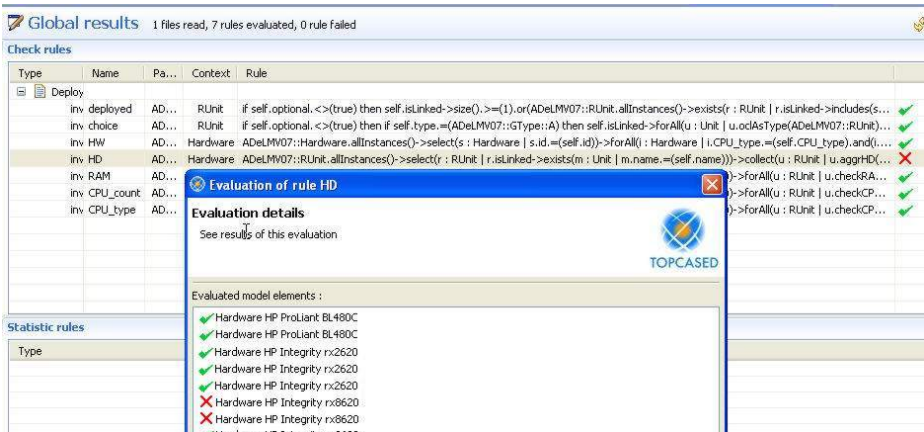 Global results 1 files read, 7 rules evaluated, 0 rule failed
Check rules
Type Name Pa... Context Rule
Deploy
inv deployed AD... RUnit if self.optional.<>(true) then self.isLinked->size().>=(1).or(ADeLMV07::RUnit.allInstances()->exists(r : RUnit | r.isLinked->includes(s...
inv choice AD... RUnit if self.optional.<>(true) then if self.type.=(ADeLMV07::GType::A) then self.isLinked->forAll(u : Unit | u.oclAsType(ADeLMV07::RUnit)...
inv HW AD... Hardware ADeLMV07::Hardware.allInstances()->select(s : Hardware | s.id.=(self.id))->forAll(i : Hardware | i.CPU_type.=(self.CPU_type).and(i....
inv HD AD... Hardware ADeLMV07::RUnit.allInstances()->select(r : RUnit | r.isLinked->exists(m : Unit | m.name.=(self.name)))->collect(u : RUnit | u.aggrHD(...
inv RAM AD... )->forAll(u : RUnit | u.checkRA...
inv CPU_count AD... )->forAll(u : RUnit | u.checkCP...
inv CPU_type AD... )->forAll(u : RUnit | u.checkCP...
Evaluation of rule HD
Evaluation details
See results of this evaluation
TOPCASED
Evaluated model elements :
Hardware HP ProLiant BL480C
Hardware HP ProLiant BL480C
Hardware HP Integrity rx2620
Hardware HP Integrity rx2620
Hardware HP Integrity rx2620
Hardware HP Integrity rx8620
Hardware HP Integrity rx8620
Statistic rules
Type